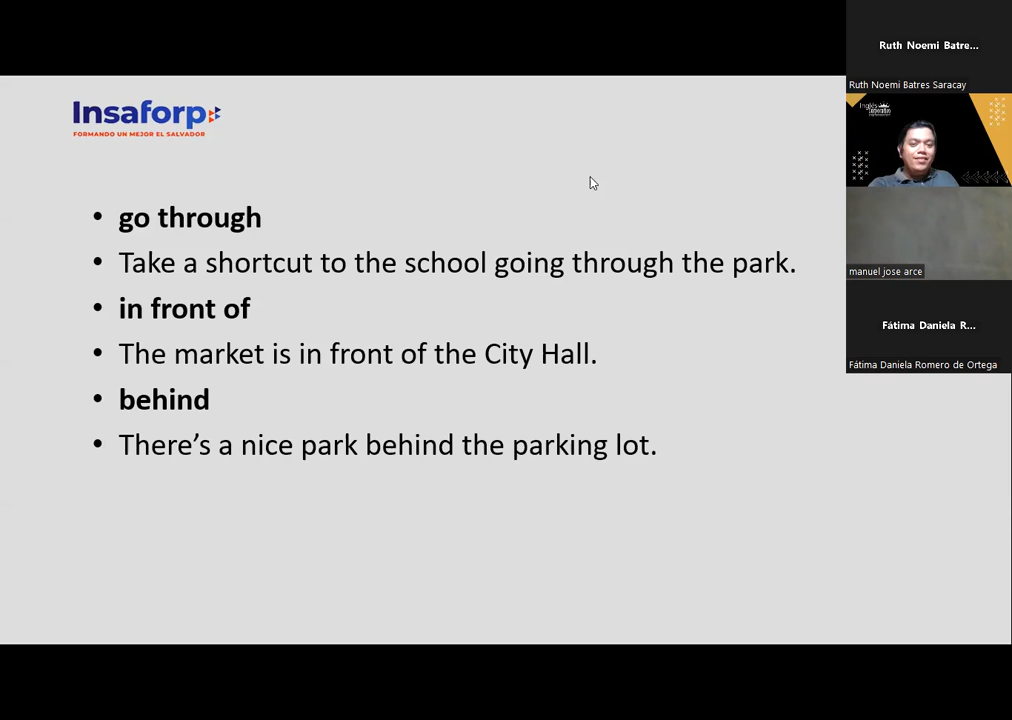 Insaforp
FORMANDO UN MEJOR EL SALVADOR
• go through
• Take a shortcut to the school going through the park.
• in front of
• The market is in front of the City Hall.
• behind
• There’s a nice park behind the parking lot.
Ruth Noemi Batre...
Ruth Noemi Batres Saracay
Inglés
Corporativo
manuel jose arce
Fátima Daniela R...
Fátima Daniela Romero de Ortega